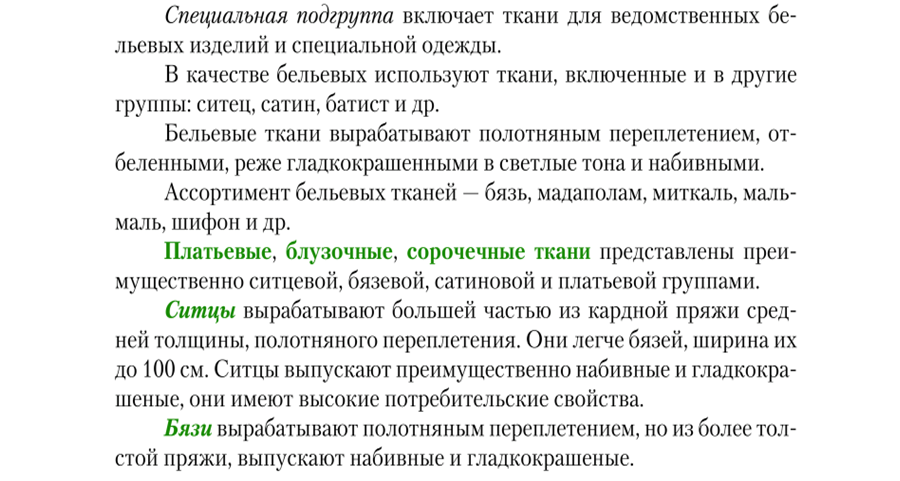 Специальная подгруппа включает ткани для ведомственных бе-
льевых изделий и специальной одежды.
В качестве бельевых используют ткани, включенные и в другие
группы: ситец, сатин, батист и др.
Бельевые ткани вырабатывают полотняным переплетением, от-
беленными, реже гладкокрашенными в светлые тона и набивными.
Ассортимент бельевых тканей — бязь, мадаполам, миткаль, маль-
маль, шифон и др.
Платьевые, блузочные, сорочечные ткани представлены преи-
мущественно ситцевой, бязевой, сатиновой и платьевой группами.
Ситцы вырабатывают большей частью из кардной пряжи сред-
ней толщины, полотняного переплетения. Они легче бязей, ширина их
до 100 см. Ситцы выпускают преимущественно набивные и гладкокра-
шеные, они имеют высокие потребительские свойства.
Бязи вырабатывают полотняным переплетением, но из более тол-
стой пряжи, выпускают набивные и гладкокрашеные.